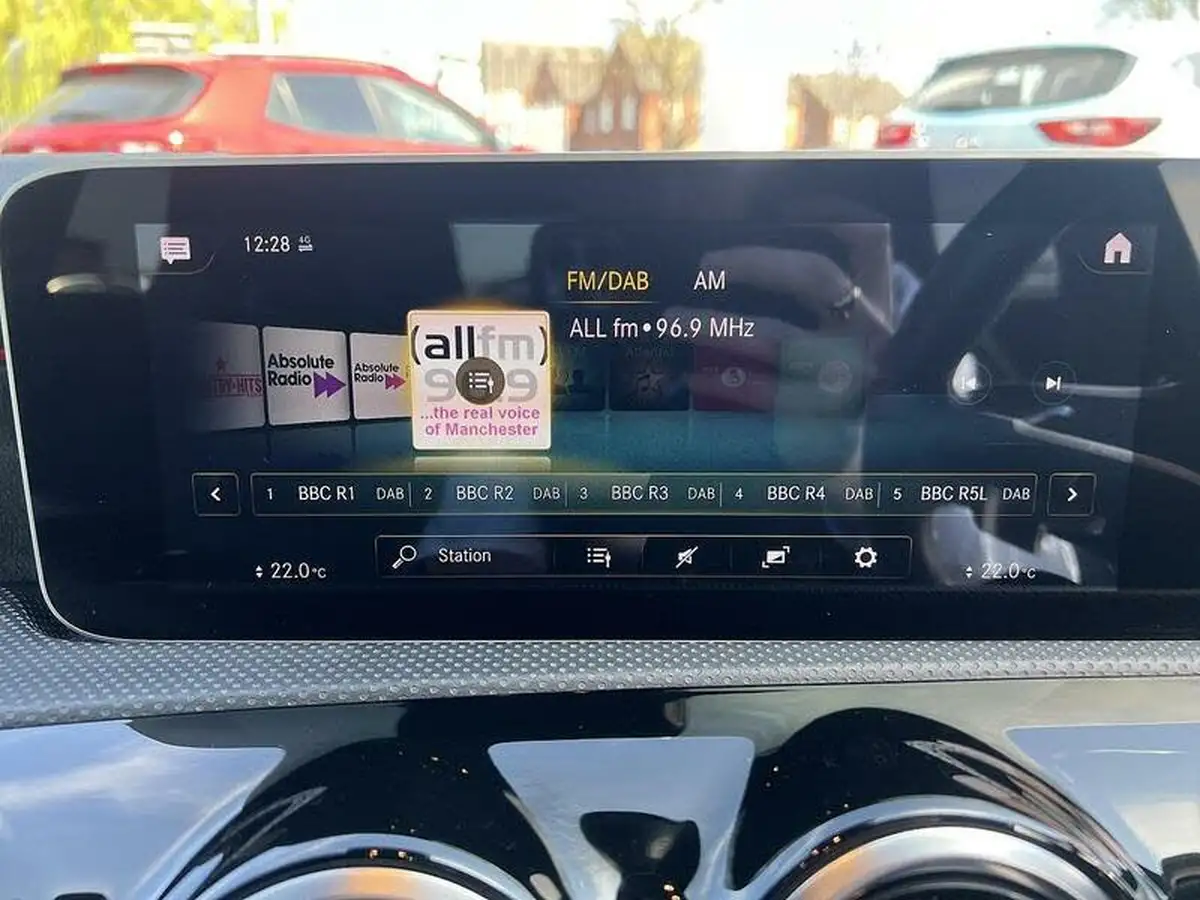 12:28 4G
FM/DAB AM
ALL fm•96.9 MHz
Absolute
Radio
Absolute
Radio
(allfm)
...the real voice
of Manchester
1 BBC R1 DAB 2 BBC R2 DAB 3 BBC R3 DAB 4 BBC R4 DAB 5 BBC R5L DAB
Station
22.0°C
22.0°C